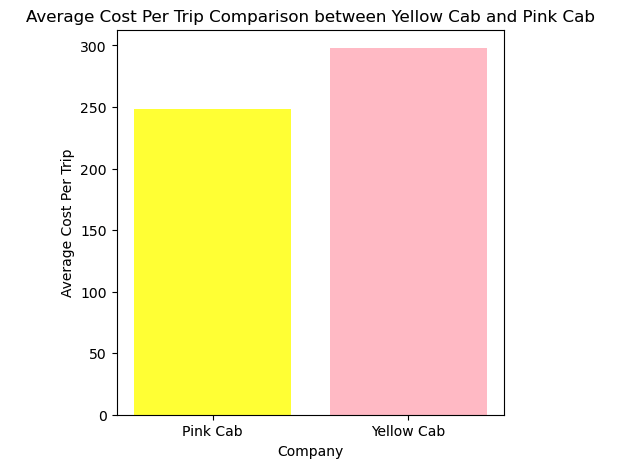 Average Cost Per Trip Comparison between Yellow Cab and Pink Cab
300
250
200
150
100
50
0
Average Cost Per Trip
Pink Cab
Yellow Cab
Company